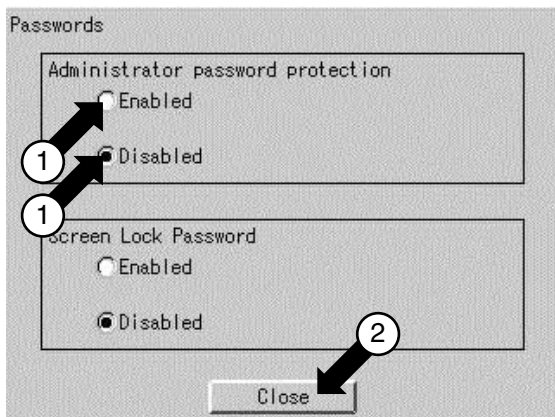 Passwords
Administrator password protection
Enabled
1
Disabled
1
Screen Lock Password
Enabled
Disabled
2
Close